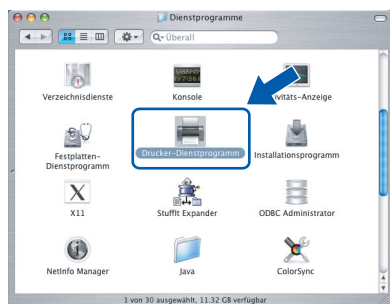 Dienstprogramme
Überall
Verzeichnisdienste
Konsole
ivitäts-Anzeige
Festplatten-
Dienstprogramm
Drucker-Dienstprogramm
Installationsprogramm
X11
StuffIt Expander
ODBC Administrator
NetInfo Manager
Java
ColorSync
1 von 30 ausgewählt, 11.32 GB verfügbar